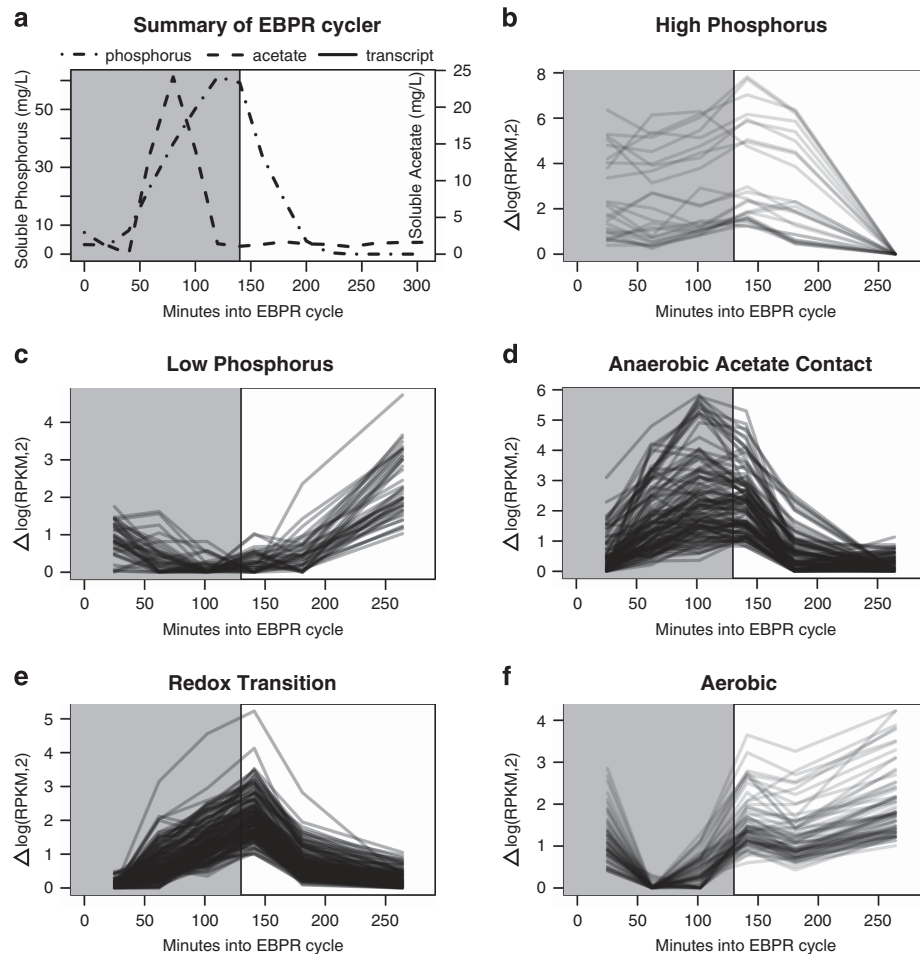 a Summary of EBPR cycler
phosphorus acetate transcript
Soluble Phosphorus (mg/L)
50
30
10
0
25
20
15
10
5
0
Soluble Acetate (mg/L)
0 50 100 150 200 250 300
Minutes into EBPR cycle
b High Phosphorus
Δlog(RPKM,2)
8
6
4
2
0
0 50 100 150 200 250
Minutes into EBPR cycle
c Low Phosphorus
Δlog(RPKM,2)
4
3
2
1
0
0 50 100 150 200 250
Minutes into EBPR cycle
d Anaerobic Acetate Contact
Δlog(RPKM,2)
6
5
4
3
2
1
0
0 50 100 150 200 250
Minutes into EBPR cycle
e Redox Transition
Δlog(RPKM,2)
5
4
3
2
1
0
0 50 100 150 200 250
Minutes into EBPR cycle
f Aerobic
Δlog(RPKM,2)
4
3
2
1
0
0 50 100 150 200 250
Minutes into EBPR cycle